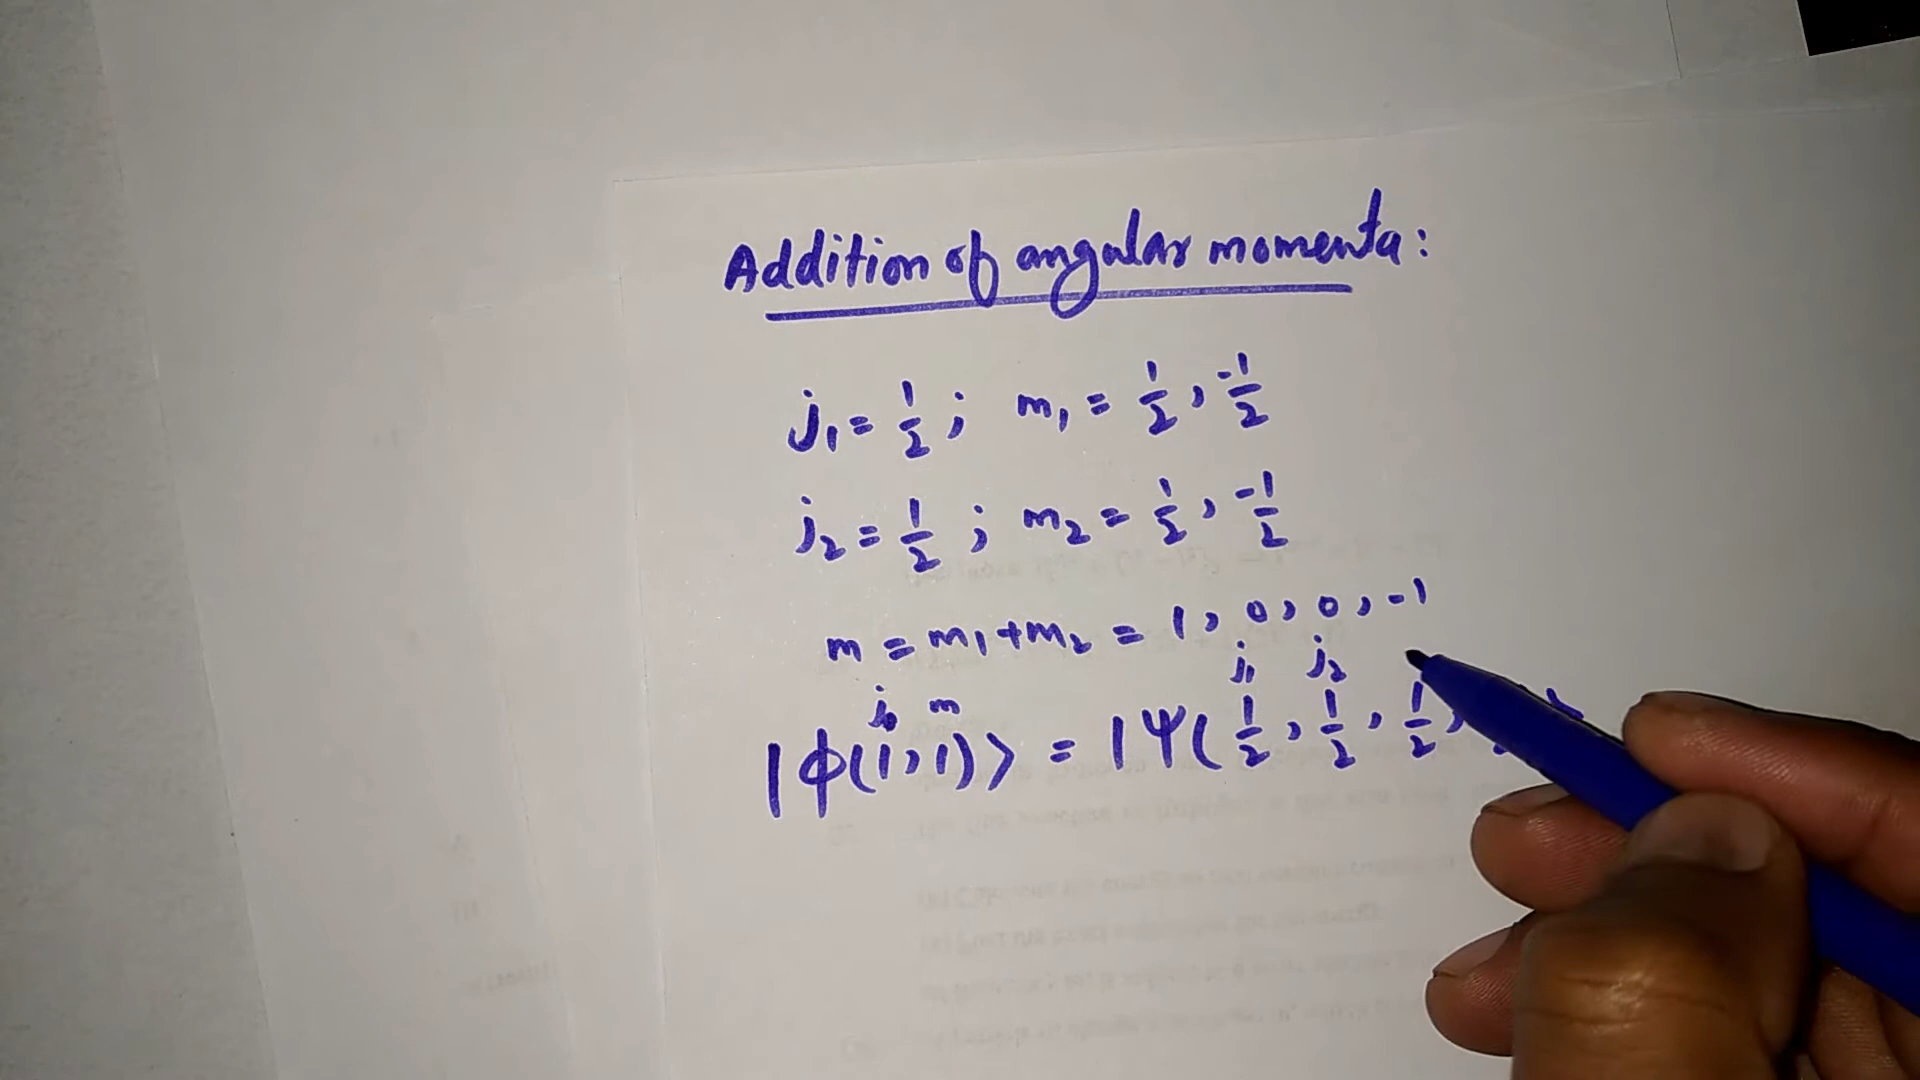 Addition of angular momenta:
j₁ = 1/2 ; m₁ = 1/2, -1/2
j₂ = 1/2 ; m₂ = 1/2, -1/2
m = m₁+m₂ = 1, 0, 0, -1
j m j₁ j₂
|ϕ(1,1)⟩ = |Ψ(1/2, 1/2, 1/2,